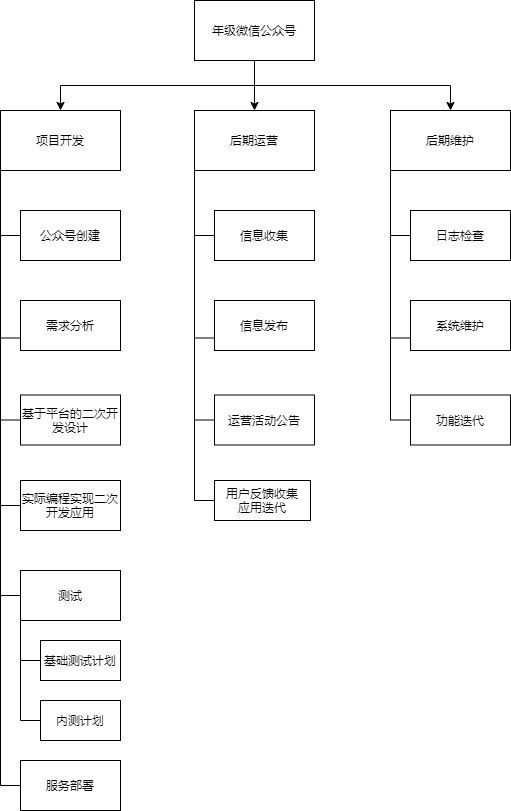 年级微信公众号
项目开发
后期运营
后期维护
公众号创建
信息收集
日志检查
需求分析
信息发布
系统维护
基于平台的二次开
发设计
运营活动公告
功能迭代
实际编程实现二次
开发应用
用户反馈收集
应用迭代
测试
基础测试计划
内测计划
服务部署